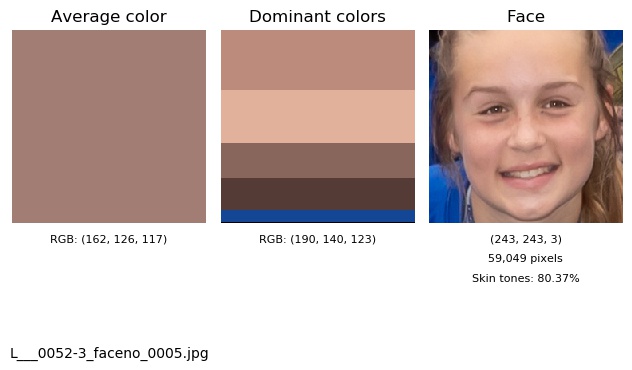 Average color
Dominant colors
Face
RGB: (162, 126, 117)
RGB: (190, 140, 123)
(243, 243, 3)
59,049 pixels
Skin tones: 80.37%
L___0052-3_faceno_0005.jpg